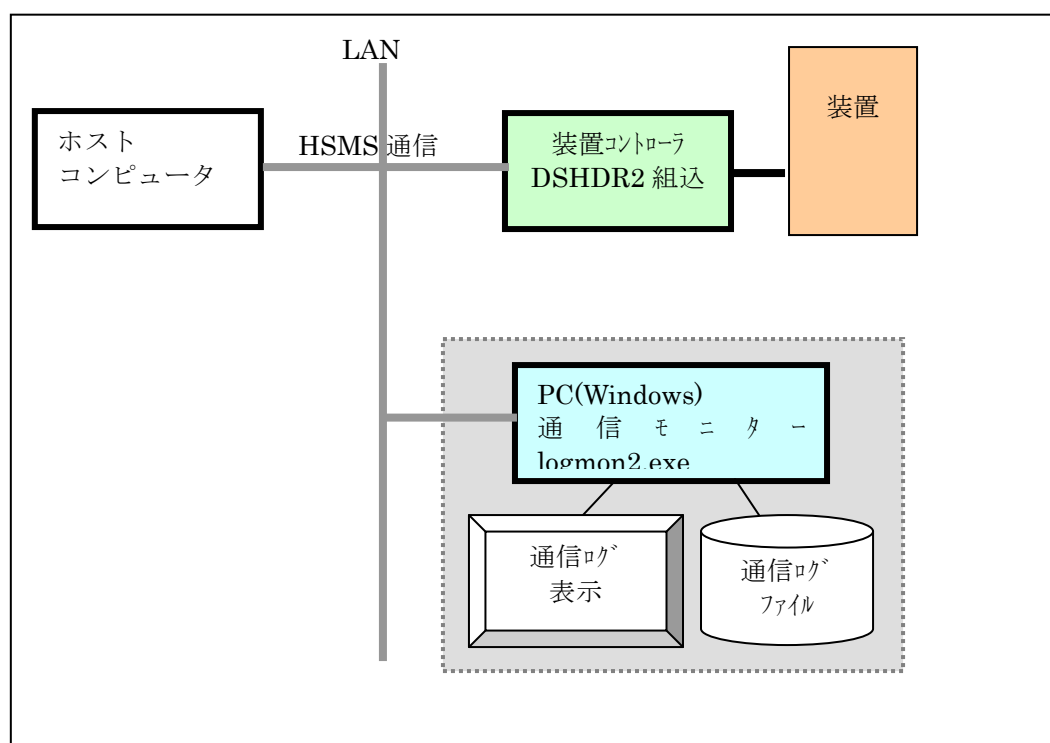 LAN
ホスト
コンピュータ
HSMS 通信
装置ｺﾝﾄﾛｰﾗ
DSHDR2 組込
装置
PC(Windows)
通信ﾓﾆﾀｰ
logmon2.exe
通信ﾛｸﾞ
表示
通信ﾛｸﾞ
ﾌｧｲﾙ